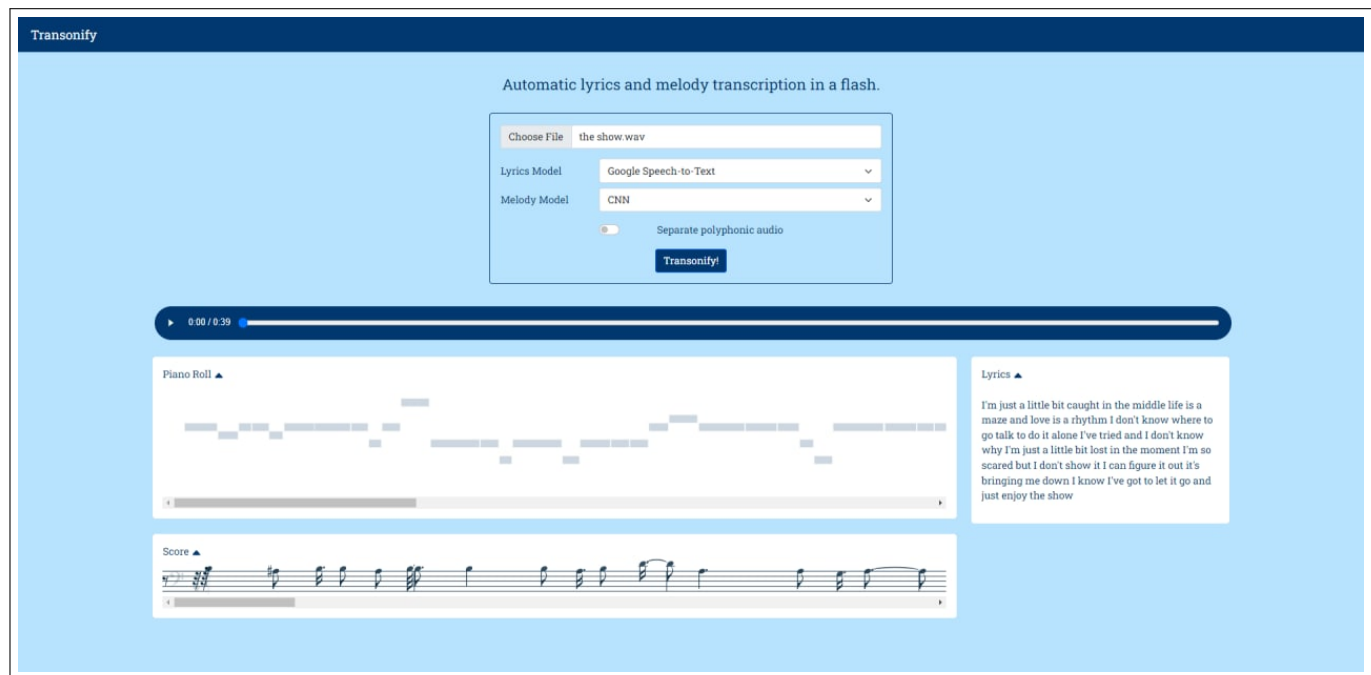 Transonify
Automatic lyrics and melody transcription in a flash.
Choose File the show.wav
Lyrics Model Google Speech-to-Text
Melody Model CNN
Separate polyphonic audio
Transonify!
0:00 / 0:39
Piano Roll
Lyrics
I'm just a little bit caught in the middle life is a
maze and love is a rhythm I don't know where to
go talk to do it alone I've tried and I don't know
why I'm just a little bit lost in the moment I'm so
scared but I don't show it I can figure it out it's
bringing me down I know I've got to let it go and
just enjoy the show
Score